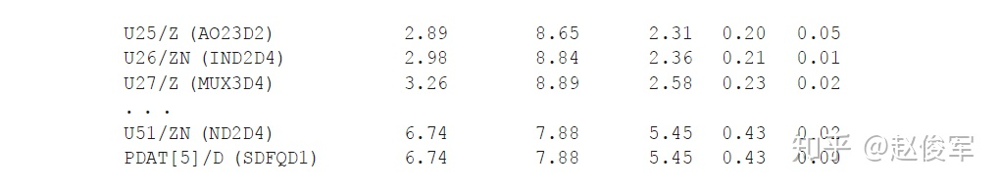 U25/Z (AO23D2) 2.89 8.65 2.31 0.20 0.05
U26/ZN (IND2D4) 2.98 8.84 2.36 0.21 0.01
U27/Z (MUX3D4) 3.26 8.89 2.58 0.23 0.02
...
U51/ZN (ND2D4) 6.74 7.88 5.45 0.43 0.02
PDAT[5]/D (SDFQD1) 6.74 7.88 5.45 0.43 0.00
知乎 @赵俊军